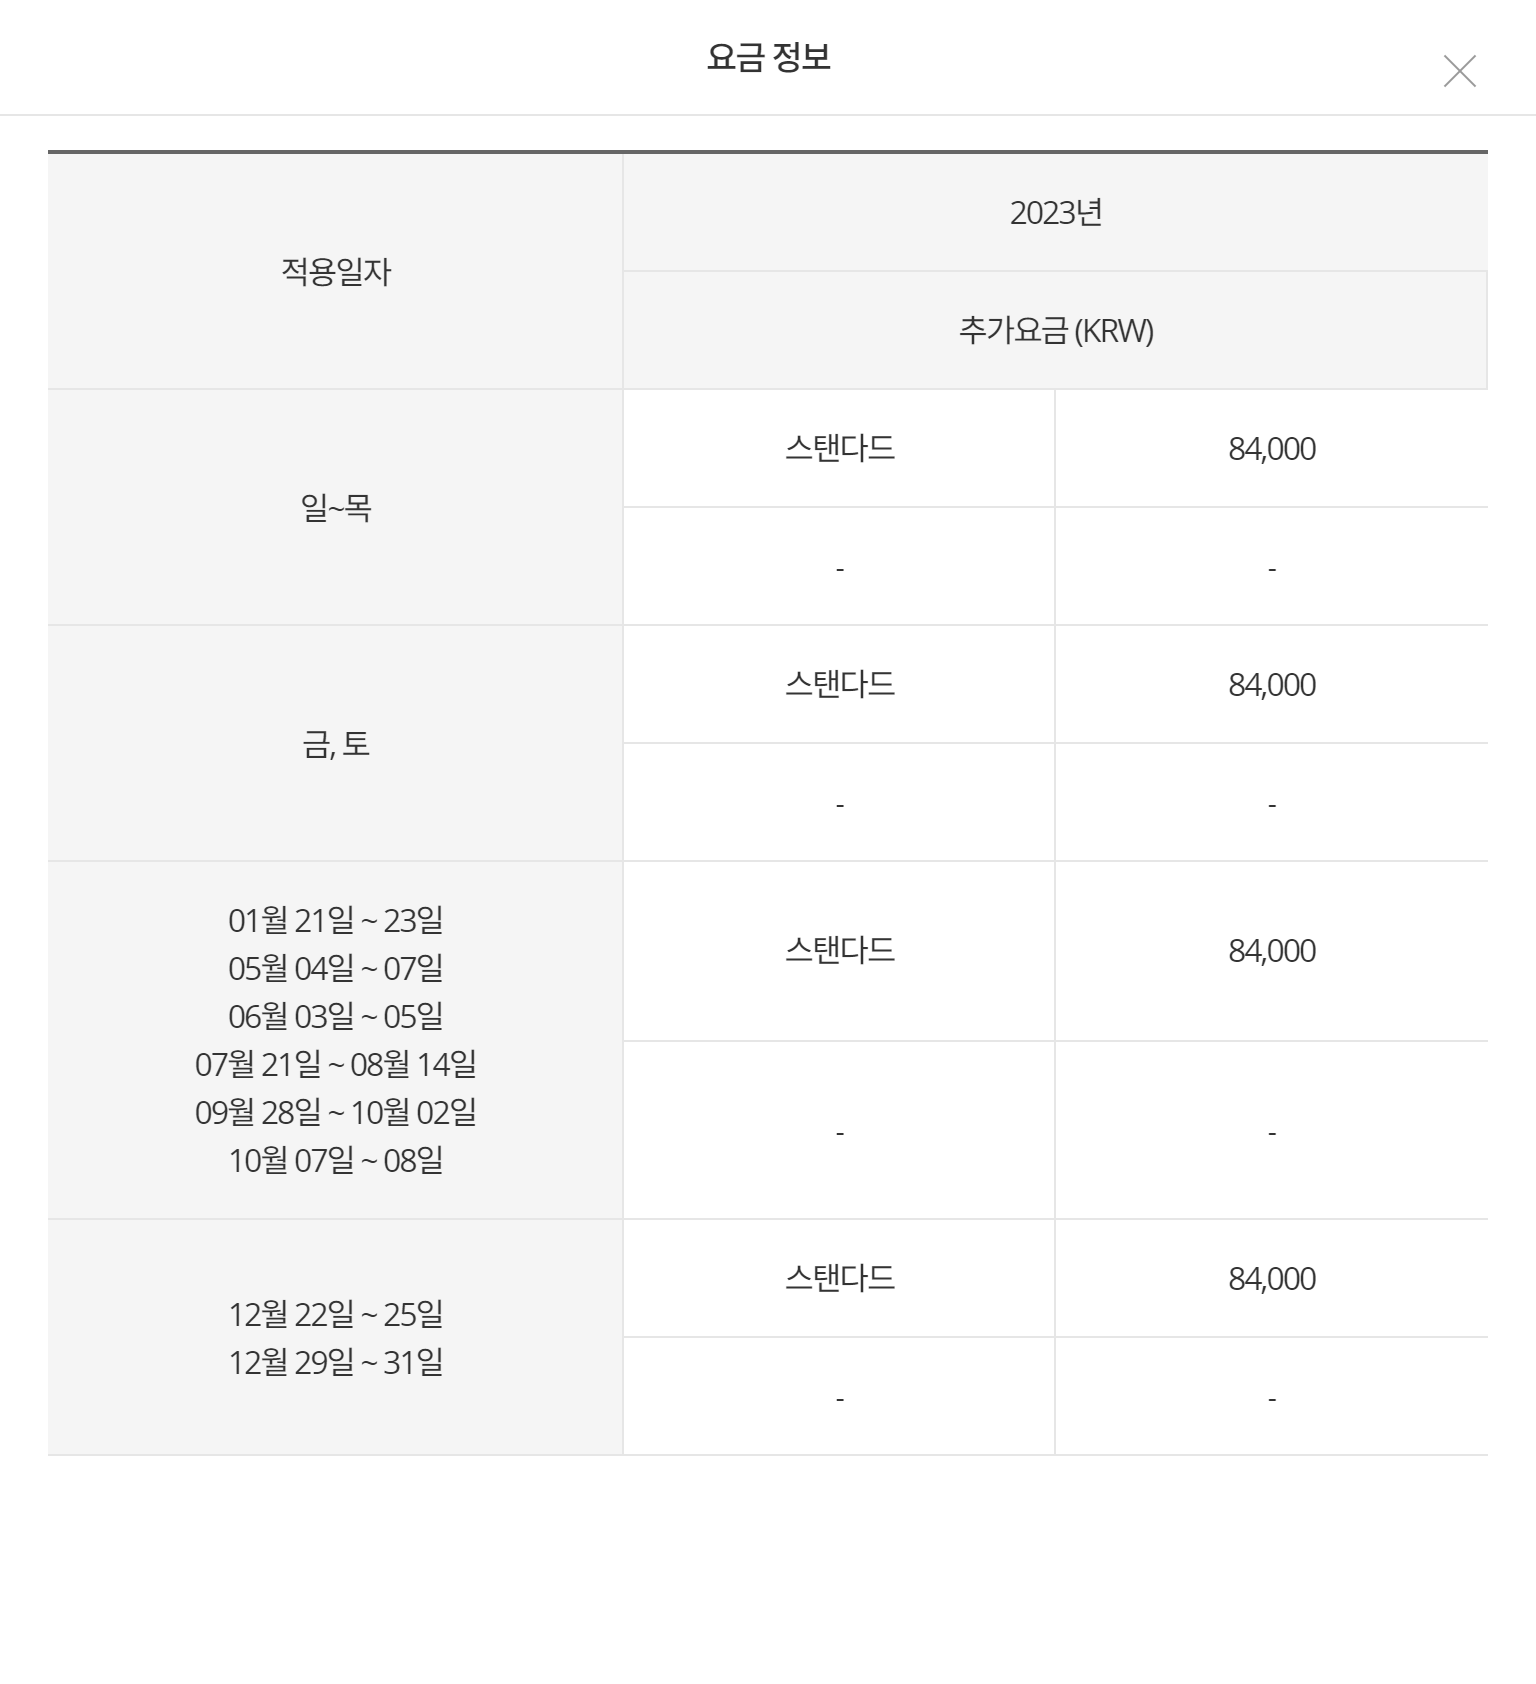 요금 정보
적용일자
2023년
추가요금 (KRW)
일~목
스탠다드
84,000
-
-
금, 토
스탠다드
84,000
-
-
01월 21일 ~ 23일
05월 04일 ~ 07일
06월 03일 ~ 05일
07월 21일 ~ 08월 14일
09월 28일 ~ 10월 02일
10월 07일 ~ 08일
스탠다드
84,000
-
-
12월 22일 ~ 25일
12월 29일 ~ 31일
스탠다드
84,000
-
-